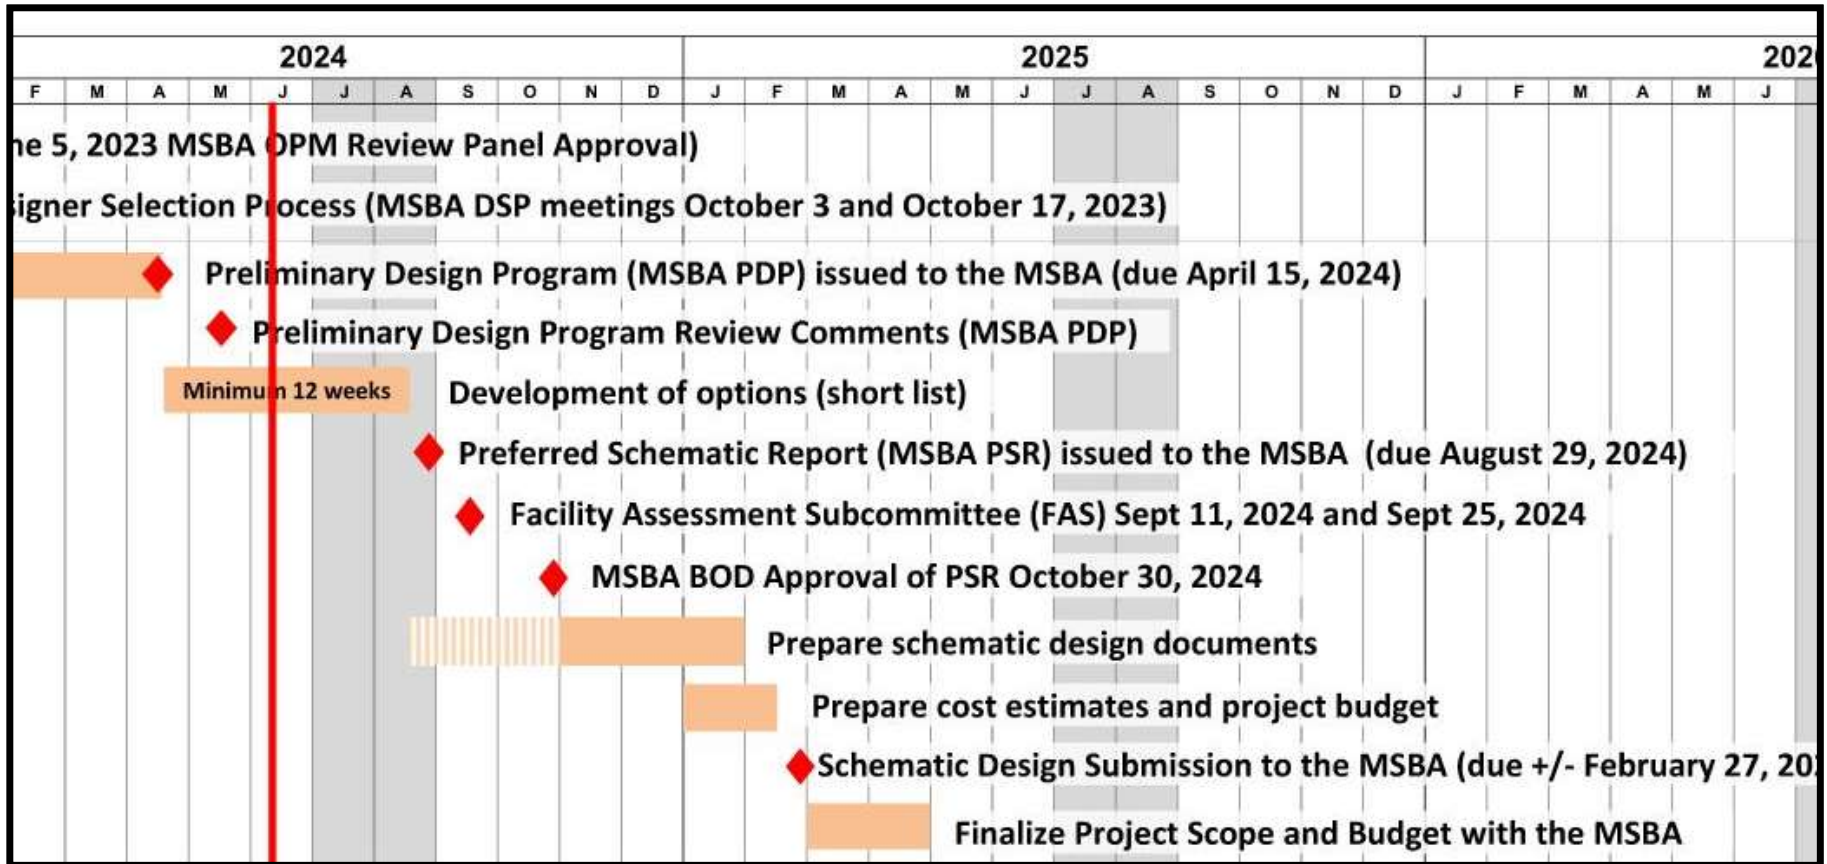 2024 2025 202
F M A M J J A S O N D J F M A M J J A S O N D J F M A M J
ne 5, 2023 MSBA OPM Review Panel Approval)
igner Selection Process (MSBA DSP meetings October 3 and October 17, 2023)
Preliminary Design Program (MSBA PDP) issued to the MSBA (due April 15, 2024)
Preliminary Design Program Review Comments (MSBA PDP)
Minimum 12 weeks Development of options (short list)
Preferred Schematic Report (MSBA PSR) issued to the MSBA (due August 29, 2024)
Facility Assessment Subcommittee (FAS) Sept 11, 2024 and Sept 25, 2024
MSBA BOD Approval of PSR October 30, 2024
Prepare schematic design documents
Prepare cost estimates and project budget
Schematic Design Submission to the MSBA (due +/- February 27, 20
Finalize Project Scope and Budget with the MSBA